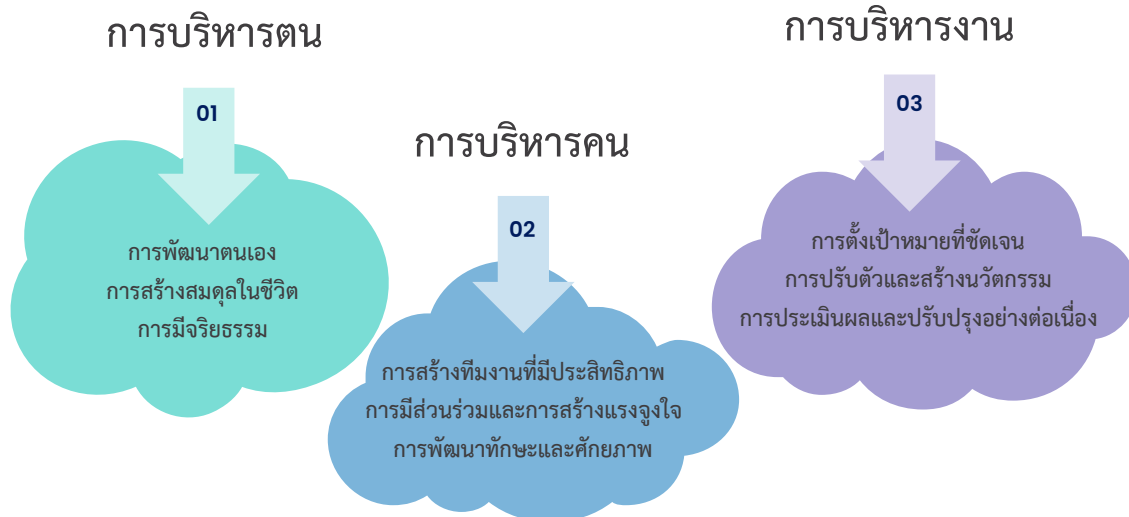 การบริหารตน
01
การพัฒนาตนเอง
การสร้างสมดุลในชีวิต
การมีจริยธรรม
การบริหารคน
02
การสร้างทีมงานที่มีประสิทธิภาพ
การมีส่วนร่วมและการสร้างแรงจูงใจ
การพัฒนาทักษะและศักยภาพ
การบริหารงาน
03
การตั้งเป้าหมายที่ชัดเจน
การปรับตัวและสร้างนวัตกรรม
การประเมินผลและปรับปรุงอย่างต่อเนื่อง